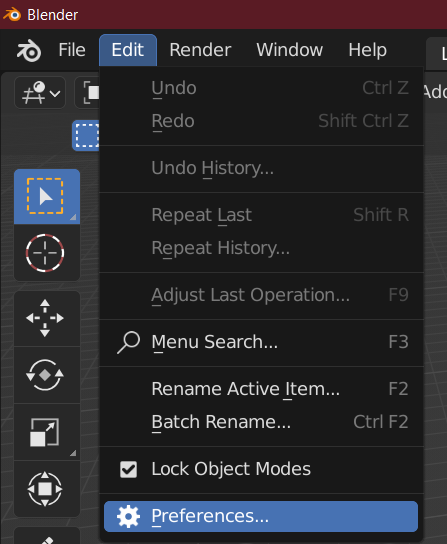 Blender
File Edit Render Window Help L
Undo Ctrl Z
Redo Shift Ctrl Z
Undo History...
Repeat Last Shift R
Repeat History...
Adjust Last Operation... F9
Menu Search... F3
Rename Active Item... F2
Batch Rename... Ctrl F2
Lock Object Modes
Preferences...